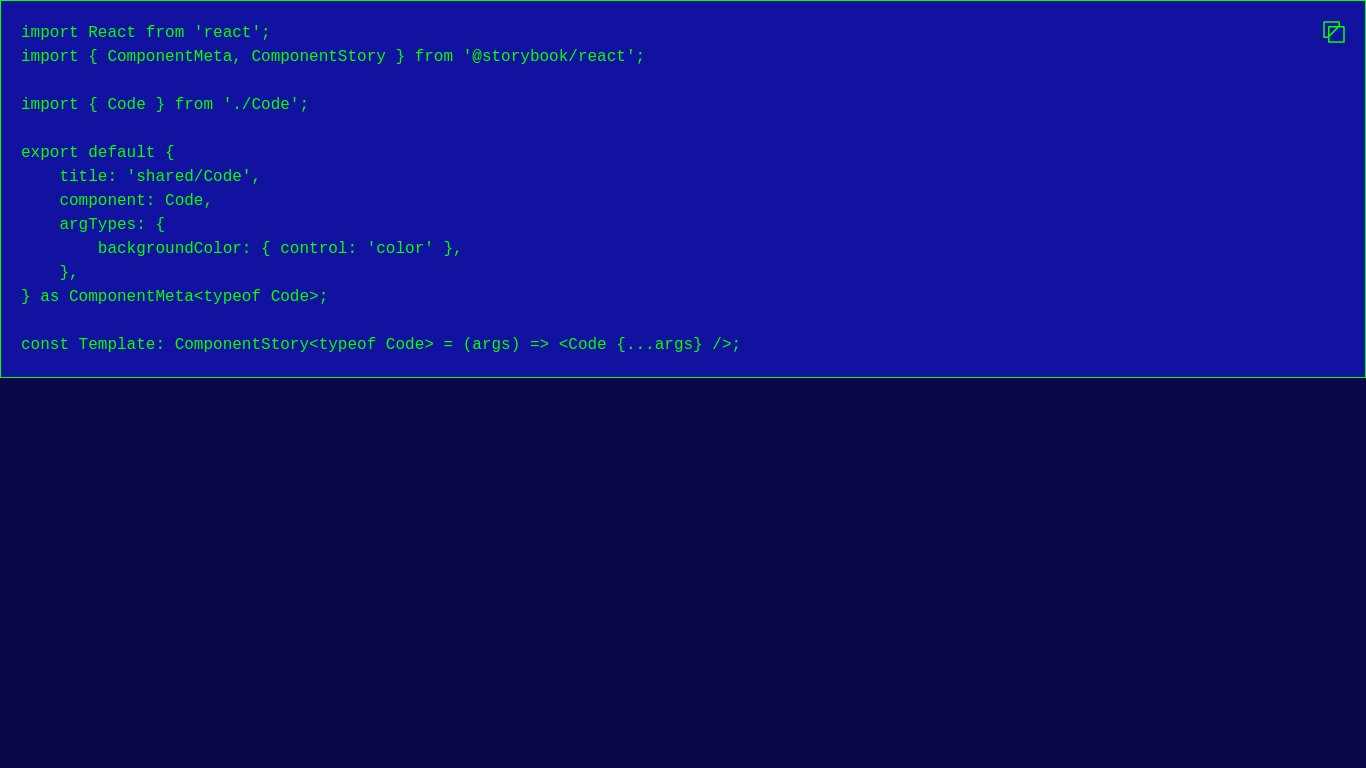 import React from 'react';
import { ComponentMeta, ComponentStory } from '@storybook/react';

import { Code } from './Code';

export default {
    title: 'shared/Code',
    component: Code,
    argTypes: {
        backgroundColor: { control: 'color' },
    },
} as ComponentMeta<typeof Code>;

const Template: ComponentStory<typeof Code> = (args) => <Code {...args} />;